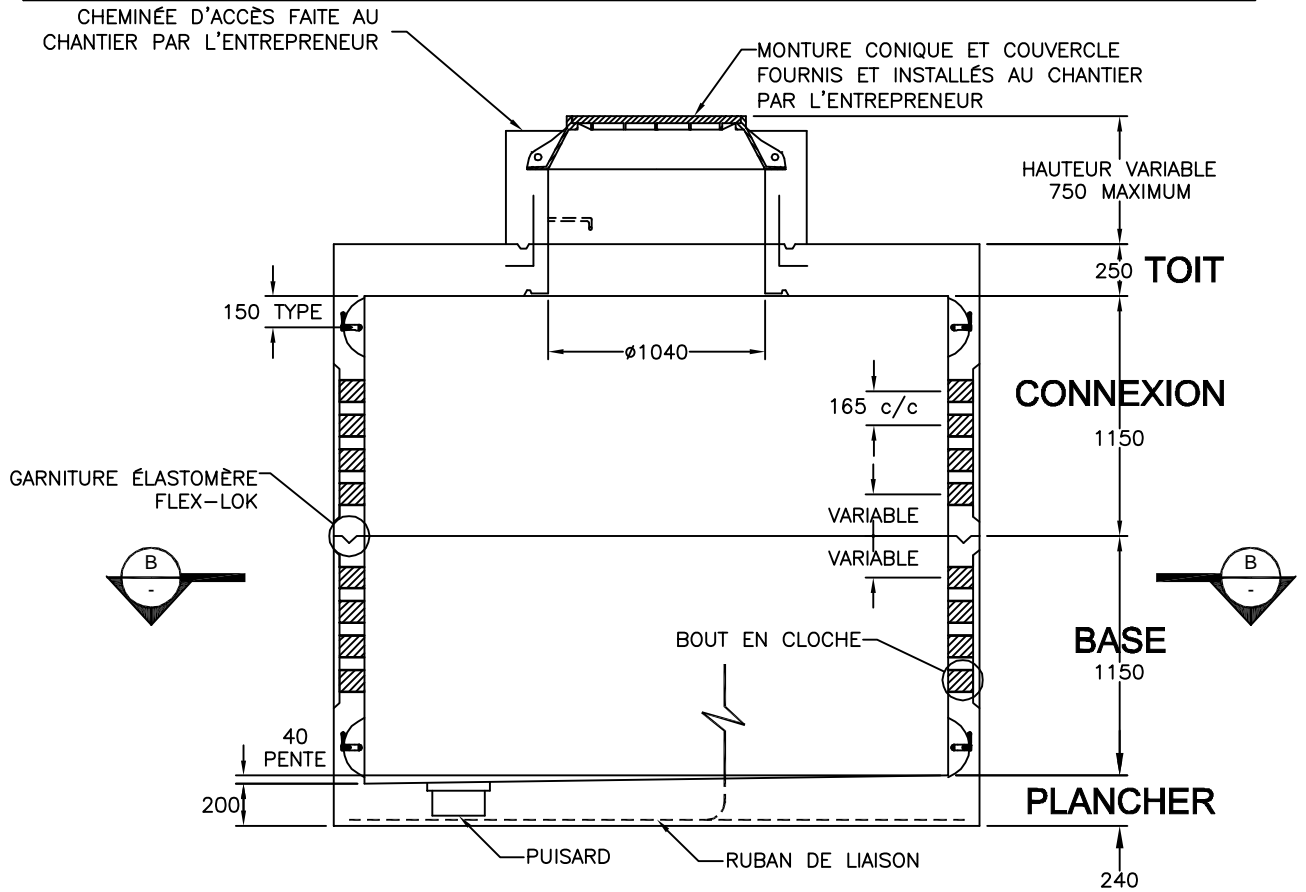 CHEMINÉE D'ACCÈS FAITE AU
CHANTIER PAR L'ENTREPRENEUR
MONTURE CONIQUE ET COUVERCLE
FOURNIS ET INSTALLÉS AU CHANTIER
PAR L'ENTREPRENEUR
HAUTEUR VARIABLE
750 MAXIMUM
250 TOIT
150 TYPE
ø1040
165 c/c
CONNEXION
1150
GARNITURE ÉLASTOMÈRE
FLEX-LOK
VARIABLE
VARIABLE
B
-
B
-
BOUT EN CLOCHE
BASE
1150
40
PENTE
200
PLANCHER
PUISARD
RUBAN DE LIAISON
240